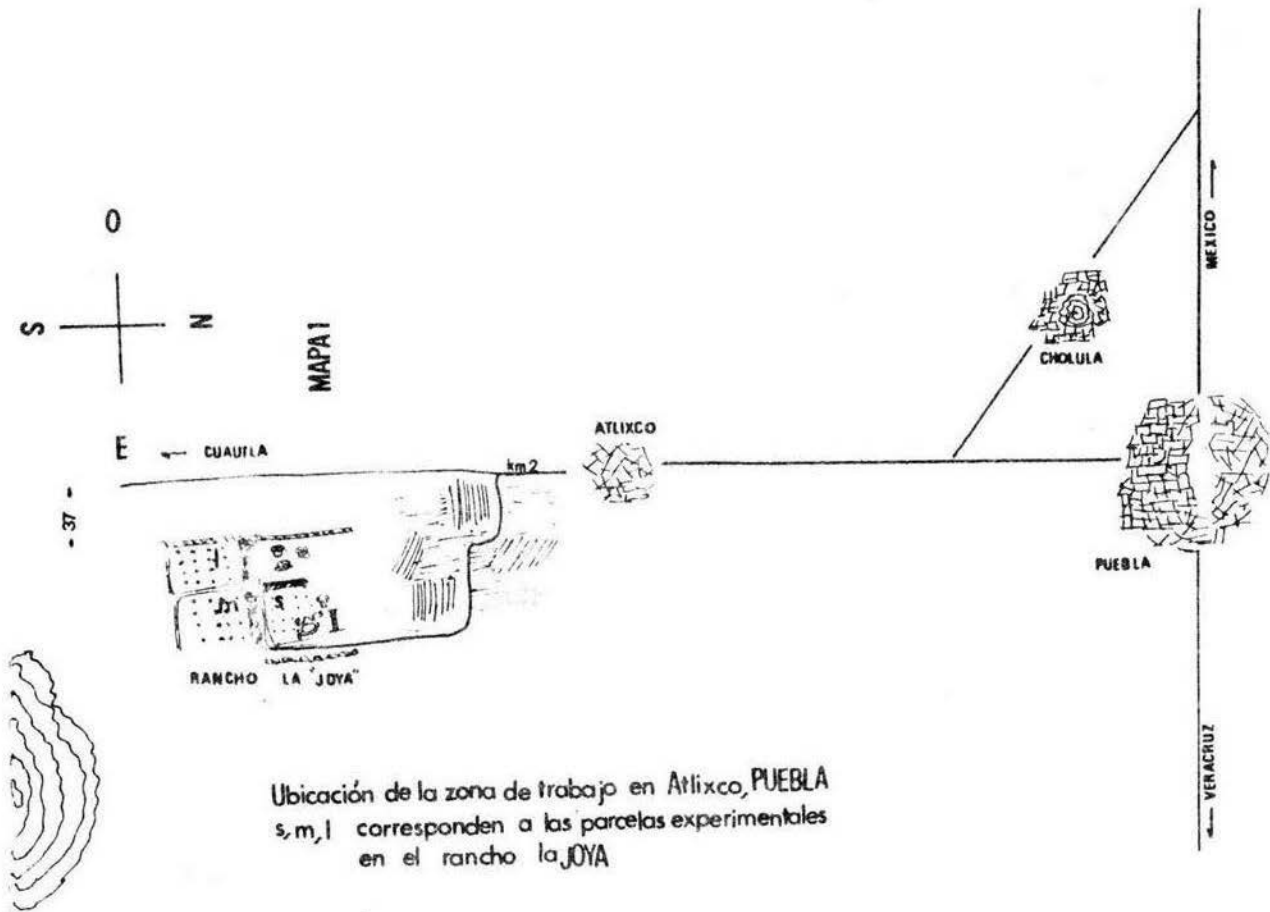 MEXICO
O
S
N
MAPA 1
CHOLULA
ATLIXCO
E
CUAUTLA
km 2
- 37 -
PUEBLA
l
m
s
RANCHO LA "JOYA"
VERACRUZ
Ubicación de la zona de trabajo en Atlixco, PUEBLA
s, m, l corresponden a las parcelas experimentales
en el rancho la JOYA